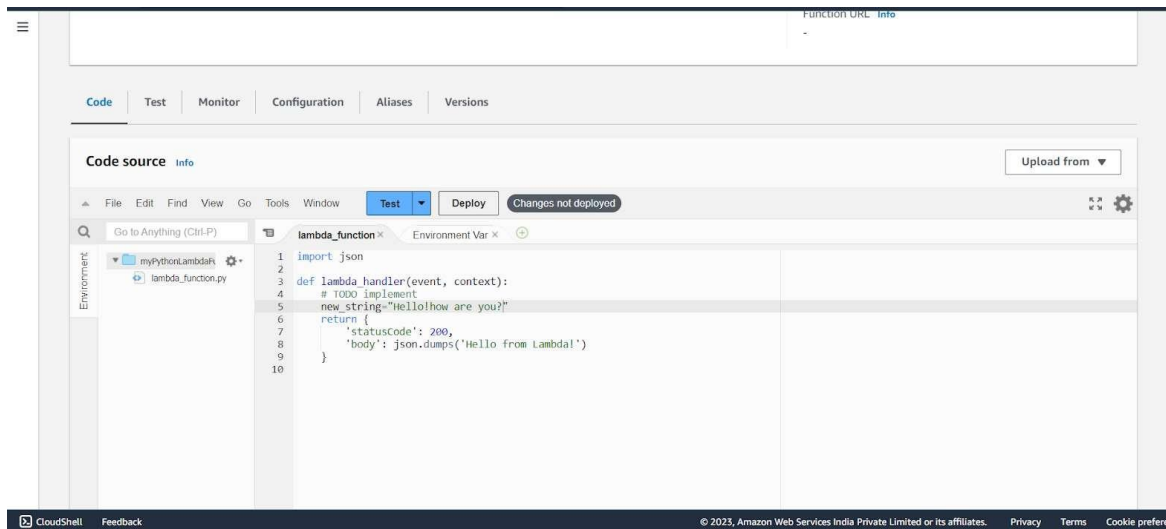 Function URL Info
-
Code Test Monitor Configuration Aliases Versions
Code source Info
Upload from
File Edit Find View Go Tools Window Test Deploy Changes not deployed
Go to Anything (Ctrl-P)
lambda_function × Environment Var ×
Environment
myPythonLambdaFu
lambda_function.py
1 import json
2
3 def lambda_handler(event, context):
4 # TODO implement
5 new_string="Hello!how are you?"
6 return {
7 'statusCode': 200,
8 'body': json.dumps('Hello from Lambda!')
9 }
10
CloudShell Feedback © 2023, Amazon Web Services India Private Limited or its affiliates. Privacy Terms Cookie prefere